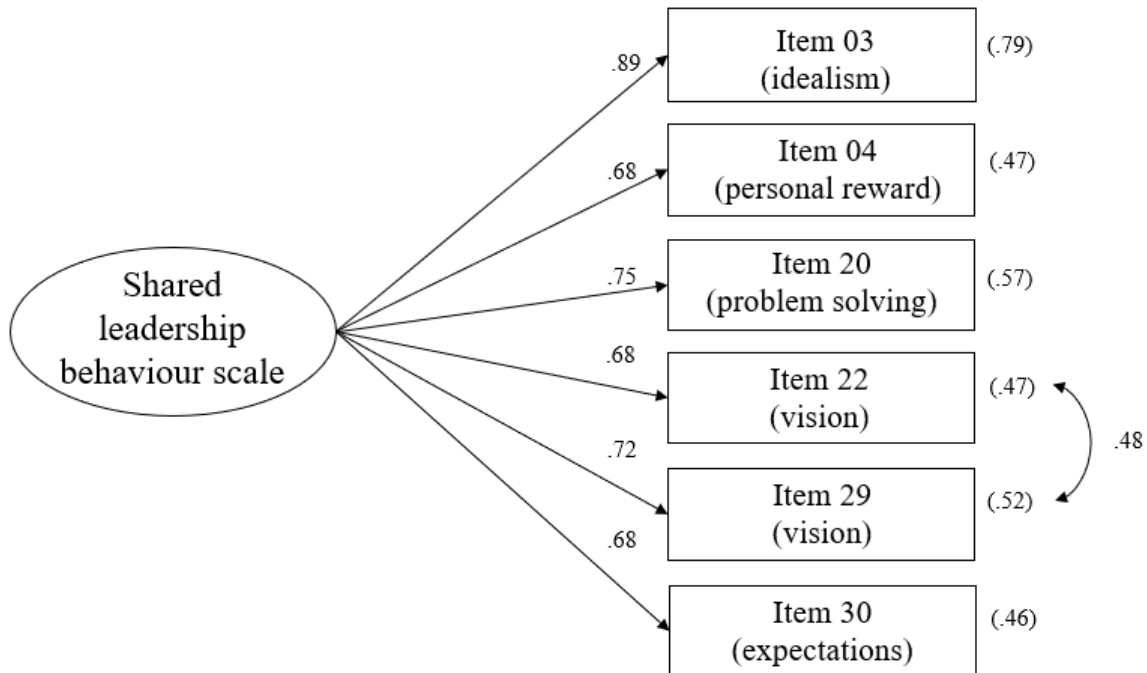 Shared
leadership
behaviour scale
.89
Item 03
(idealism)
(.79)
.68
Item 04
(personal reward)
(.47)
.75
Item 20
(problem solving)
(.57)
.68
Item 22
(vision)
(.47)
.48
.72
Item 29
(vision)
(.52)
.68
Item 30
(expectations)
(.46)